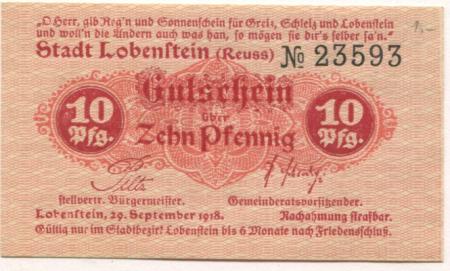 „O Herr, gib Reg'n und Sonnenschein für Greiz, Schleiz und Lobenstein
und woll'n die Andern auch was han, so mögen sie dir's selber sa'n."
Stadt Lobenstein (Reuss) № 23593
Gutschein
über
10 Pfg. Zehn Pfennig 10 Pfg.
stellvertr. Bürgermeister. Gemeinderatsvorsitzender.
Lobenstein, 29. September 1918. Nachahmung strafbar.
Gültig nur im Stadtbezirk Lobenstein bis 6 Monate nach Friedensschluß.